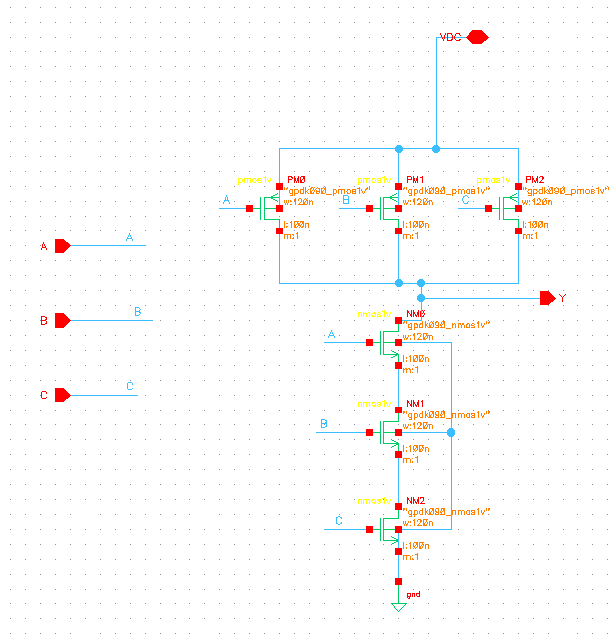 VDC
pmos1v PM0
"gpdk090_pmos1v"
A
w:120n
l:100n
m:1
pmos1v PM1
"gpdk090_pmos1v"
B
w:120n
l:100n
m:1
pmos1v PM2
"gpdk090_pmos1v"
C
w:120n
l:100n
m:1
A A
B B
C C
Y
nmos1v NM0
"gpdk090_nmos1v"
A
w:120n
l:100n
m:1
nmos1v NM1
"gpdk090_nmos1v"
B
w:120n
l:100n
m:1
nmos1v NM2
"gpdk090_nmos1v"
C
w:120n
l:100n
m:1
gnd